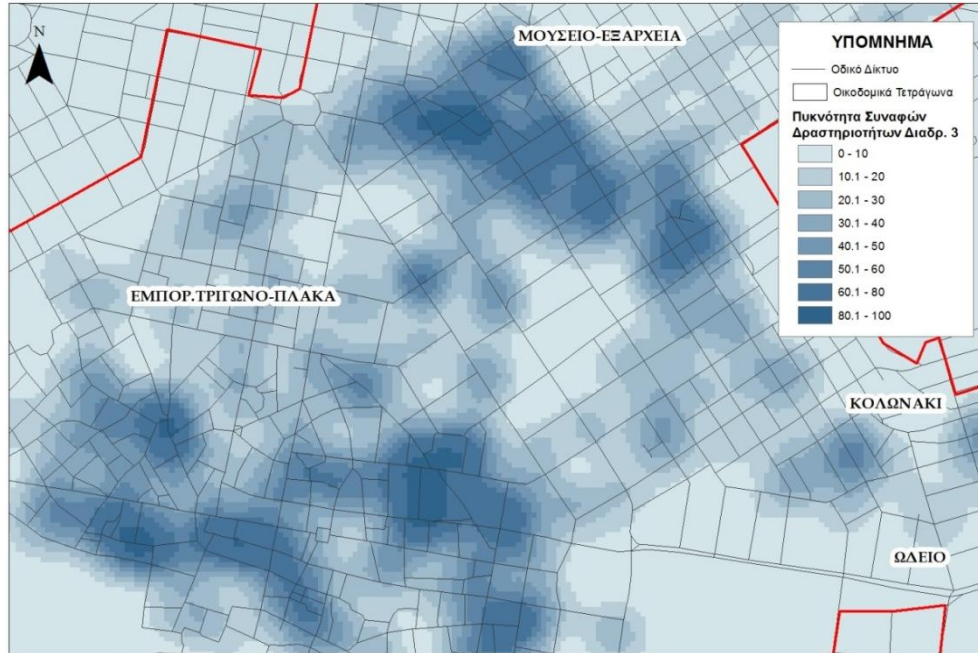 N
ΜΟΥΣΕΙΟ-ΕΞΑΡΧΕΙΑ
ΕΜΠΟΡ.ΤΡΙΓΩΝΟ-ΠΛΑΚΑ
ΚΟΛΩΝΑΚΙ
ΩΔΕΙΟ
ΥΠΟΜΝΗΜΑ
Οδικό Δίκτυο
Οικοδομικά Τετράγωνα
Πυκνότητα Συναφών
Δραστηριοτήτων Διαδρ. 3
0 - 10
10.1 - 20
20.1 - 30
30.1 - 40
40.1 - 50
50.1 - 60
60.1 - 80
80.1 - 100